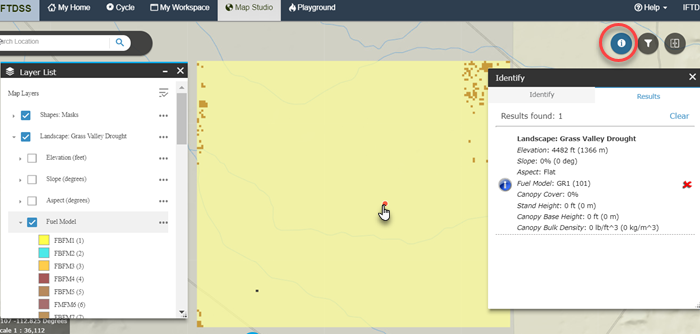 IFTDSS
My Home
Cycle
My Workspace
Map Studio
Playground
Help
IFTD
Search Location
Layer List
Map Layers
Shapes: Masks
Landscape: Grass Valley Drought
Elevation (feet)
Slope (degrees)
Aspect (degrees)
Fuel Model
FBFM1 (1)
FBFM2 (2)
FBFM3 (3)
FBFM4 (4)
FBFM5 (5)
FMFM6 (6)
FBFM7 (7)
107 -112.825 Degrees
cale 1 : 36,112
Identify
Identify
Results
Results found: 1
Clear
Landscape: Grass Valley Drought
Elevation: 4482 ft (1366 m)
Slope: 0% (0 deg)
Aspect: Flat
Fuel Model: GR1 (101)
Canopy Cover: 0%
Stand Height: 0 ft (0 m)
Canopy Base Height: 0 ft (0 m)
Canopy Bulk Density: 0 lb/ft^3 (0 kg/m^3)